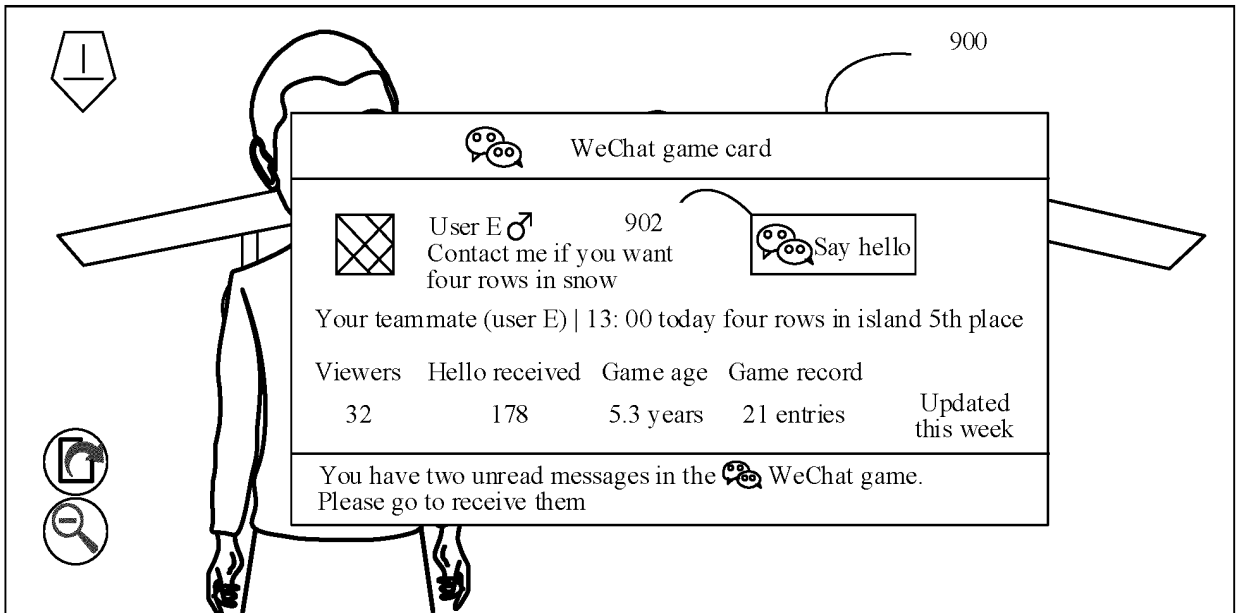 900
WeChat game card
User E♂
902
Say hello
Contact me if you want
four rows in snow
Your teammate (user E) | 13: 00 today four rows in island 5th place
Viewers Hello received Game age Game record
32 178 5.3 years 21 entries
Updated
this week
You have two unread messages in the WeChat game.
Please go to receive them